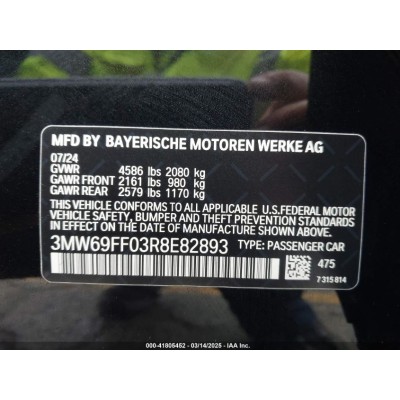 MFD BY BAYERISCHE MOTOREN WERKE AG
07/24
GVWR 4586 lbs 2080 kg
GAWR FRONT 2161 lbs 980 kg
GAWR REAR 2579 lbs 1170 kg
THIS VEHICLE CONFORMS TO ALL APPLICABLE U.S.FEDERAL MOTOR
VEHICLE SAFETY, BUMPER AND THEFT PREVENTION STANDARDS
IN EFFECT ON THE DATE OF MANUFACTURE SHOWN ABOVE.
3MW69FF03R8E82893 TYPE: PASSENGER CAR
475
7 315 814
000-41805452 - 03/14/2025 - IAA Inc.